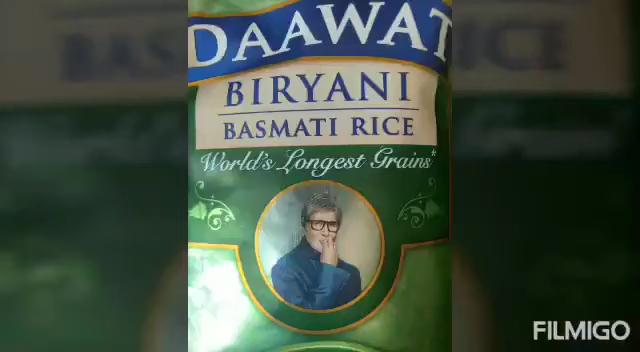 DAAWAT
BIRYANI
BASMATI RICE
World's Longest Grains*
FILMIGO